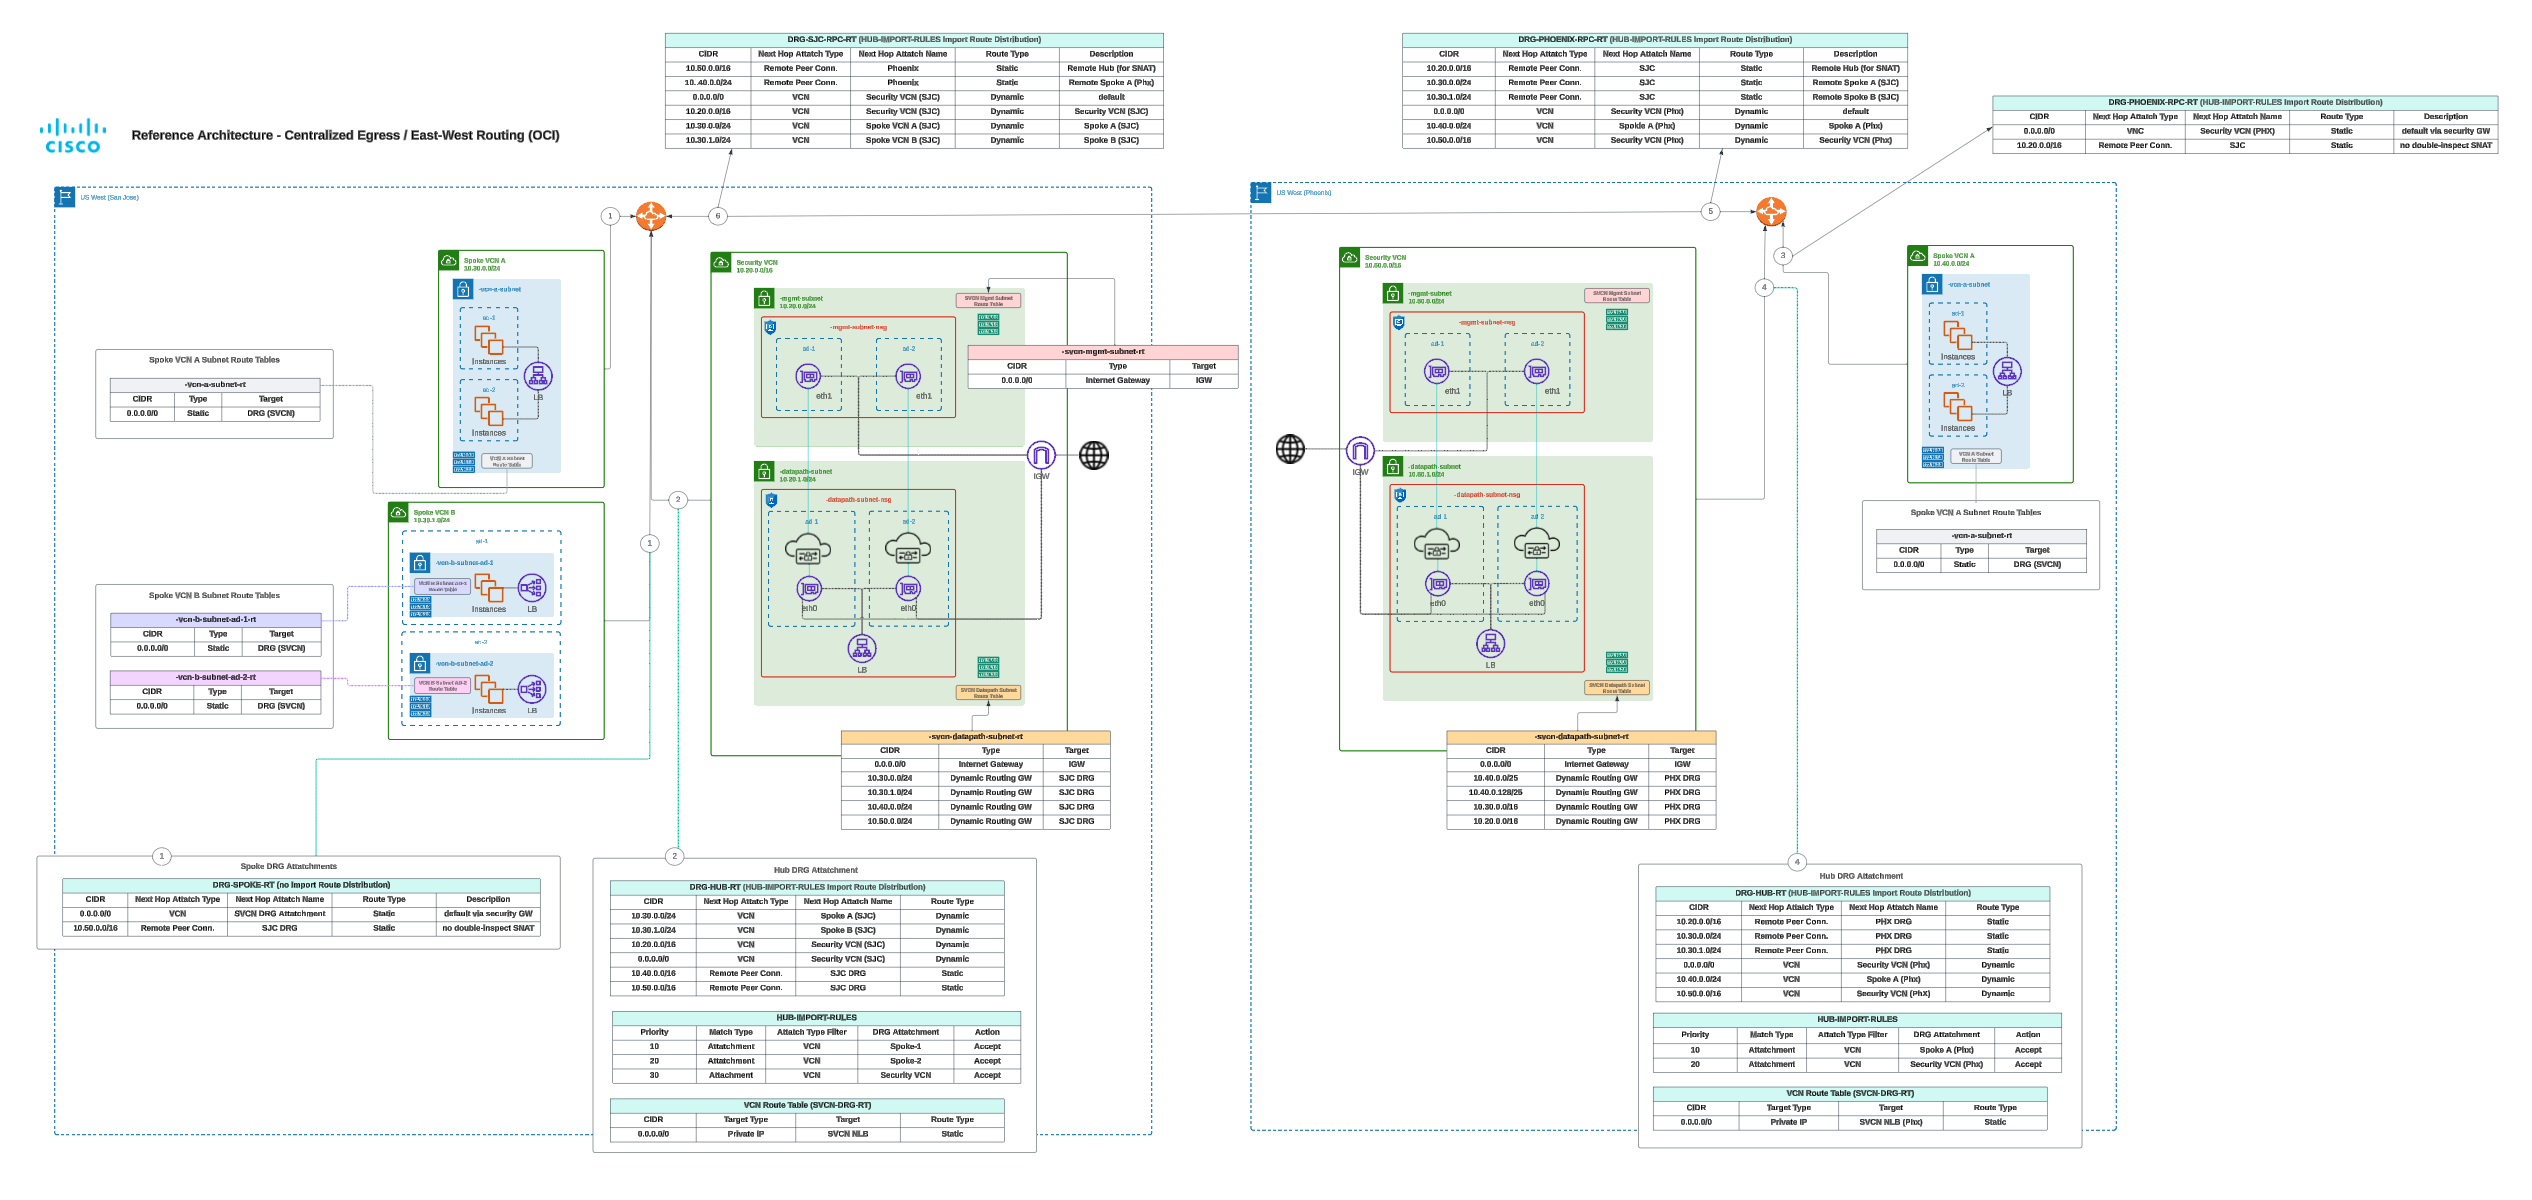 CISCO
Reference Architecture - Centralized Egress / East-West Routing (OCI)
DRG-SJC-RPC-RT (HUB-IMPORT-RULES Import Route Distribution)
CIDR Next Hop Attatch Type Next Hop Attatch Name Route Type Description
10.50.0.0/16 Remote Peer Conn. Phoenix Static Remote Hub (for SNAT)
10..40.0.0/24 Remote Peer Conn. Phoenix Static Remote Spoke A (Phx)
0.0.0.0/0 VCN Security VCN (SJC) Dynamic default
10.20.0.0/16 VCN Security VCN (SJC) Dynamic Security VCN (SJC)
10.30.0.0/24 VCN Spoke VCN A (SJC) Dynamic Spoke A (SJC)
10.30.1.0/24 VCN Spoke VCN B (SJC) Dynamic Spoke B (SJC)
DRG-PHOENIX-RPC-RT (HUB-IMPORT-RULES Import Route Distribution)
CIDR Next Hop Attatch Type Next Hop Attatch Name Route Type Description
10.20.0.0/16 Remote Peer Conn. SJC Static Remote Hub (for SNAT)
10.30.0.0/24 Remote Peer Conn. SJC Static Remote Spoke A (SJC)
10.30.1.0/24 Remote Peer Conn. SJC Static Remote Spoke B (SJC)
0.0.0.0/0 VCN Security VCN (Phx) Dynamic default
10.40.0.0/24 VCN Spokle A (Phx) Dynamic Spoke A (Phx)
10.50.0.0/16 VCN Security VCN (Phx) Dynamic Security VCN (Phx)
DRG-PHOENIX-RPC-RT (HUB-IMPORT-RULES Import Route Distribution)
CIDR Next Hop Attatch Type Next Hop Attatch Name Route Type Description
0.0.0.0/0 VNC Security VCN (PHX) Static default via security GW
10.20.0.0/16 Remote Peer Conn. SJC Static no double-inspect SNAT
US West (San Jose)
1
6
Spoke VCN A
10.30.0.0/24
-vcn-a-subnet
ad-1
Instances
ad-2
Instances
LB
VCN A Subnet
Route Table
Spoke VCN A Subnet Route Tables
-vcn-a-subnet-rt
CIDR Type Target
0.0.0.0/0 Static DRG (SVCN)
Spoke VCN B
10.30.1.0/24
ad-1
-vcn-b-subnet-ad-1
VCN B Subnet AD-1
Route Table
Instances
LB
ad-2
-vcn-b-subnet-ad-2
VCN B Subnet AD-2
Route Table
Instances
LB
Spoke VCN B Subnet Route Tables
-vcn-b-subnet-ad-1-rt
CIDR Type Target
0.0.0.0/0 Static DRG (SVCN)
-vcn-b-subnet-ad-2-rt
CIDR Type Target
0.0.0.0/0 Static DRG (SVCN)
2
1
Security VCN
10.20.0.0/16
-mgmt-subnet
10.20.0.0/24
SVCN Mgmt Subnet
Route Table
-mgmt-subnet-nsg
ad-1
ad-2
eth1
eth1
-svcn-mgmt-subnet-rt
CIDR Type Target
0.0.0.0/0 Internet Gateway IGW
IGW
-datapath-subnet
10.20.1.0/24
-datapath-subnet-nsg
ad-1
ad-2
eth0
eth0
LB
SVCN Datapath Subnet
Route Table
-svcn-datapath-subnet-rt
CIDR Type Target
0.0.0.0/0 Internet Gateway IGW
10.30.0.0/24 Dynamic Routing GW SJC DRG
10.30.1.0/24 Dynamic Routing GW SJC DRG
10.40.0.0/24 Dynamic Routing GW SJC DRG
10.50.0.0/24 Dynamic Routing GW SJC DRG
1
Spoke DRG Attatchments
DRG-SPOKE-RT (no Import Route Distribution)
CIDR Next Hop Attatch Type Next Hop Attatch Name Route Type Description
0.0.0.0/0 VCN SVCN DRG Attatchment Static default via security GW
10.50.0.0/16 Remote Peer Conn. SJC DRG Static no double-inspect SNAT
2
Hub DRG Attatchment
DRG-HUB-RT (HUB-IMPORT-RULES Import Route Distribution)
CIDR Next Hop Attatch Type Next Hop Attatch Name Route Type
10.30.0.0/24 VCN Spoke A (SJC) Dynamic
10.30.1.0/24 VCN Spoke B (SJC) Dynamic
10.20.0.0/16 VCN Security VCN (SJC) Dynamic
0.0.0.0/0 VCN Security VCN (SJC) Dynamic
10.40.0.0/16 Remote Peer Conn. SJC DRG Static
10.50.0.0/16 Remote Peer Conn. SJC DRG Static
HUB-IMPORT-RULES
Priority Match Type Attatch Type Filter DRG Attatchment Action
10 Attatchment VCN Spoke-1 Accept
20 Attatchment VCN Spoke-2 Accept
30 Attachment VCN Security VCN Accept
VCN Route Table (SVCN-DRG-RT)
CIDR Target Type Target Route Type
0.0.0.0/0 Private IP SVCN NLB Static
US West (Phoenix)
5
3
4
Security VCN
10.50.0.0/16
-mgmt-subnet
10.50.0.0/24
SVCN Mgmt Subnet
Route Table
-mgmt-subnet-nsg
ad-1
ad-2
eth1
eth1
IGW
-datapath-subnet
10.50.1.0/24
-datapath-subnet-nsg
ad-1
ad-2
eth0
eth0
LB
SVCN Datapath Subnet
Route Table
-svcn-datapath-subnet-rt
CIDR Type Target
0.0.0.0/0 Internet Gateway IGW
10.40.0.0/25 Dynamic Routing GW PHX DRG
10.40.0.128/25 Dynamic Routing GW PHX DRG
10.30.0.0/16 Dynamic Routing GW PHX DRG
10.20.0.0/16 Dynamic Routing GW PHX DRG
Spoke VCN A
10.40.0.0/24
-vcn-a-subnet
ad-1
Instances
ad-2
Instances
LB
VCN A Subnet
Route Table
Spoke VCN A Subnet Route Tables
-vcn-a-subnet-rt
CIDR Type Target
0.0.0.0/0 Static DRG (SVCN)
4
Hub DRG Attatchment
DRG-HUB-RT (HUB-IMPORT-RULES Import Route Distribution)
CIDR Next Hop Attatch Type Next Hop Attatch Name Route Type
10.20.0.0/16 Remote Peer Conn. PHX DRG Static
10.30.0.0/24 Remote Peer Conn. PHX DRG Static
10.30.1.0/24 Remote Peer Conn. PHX DRG Static
0.0.0.0/0 VCN Security VCN (Phx) Dynamic
10.40.0.0/24 VCN Spoke A (Phx) Dynamic
10.50.0.0/16 VCN Security VCN (PhX) Dynamic
HUB-IMPORT-RULES
Priority Match Type Attatch Type Filter DRG Attatchment Action
10 Attatchment VCN Spoke A (Phx) Accept
20 Attatchment VCN Security VCN (Phx) Accept
VCN Route Table (SVCN-DRG-RT)
CIDR Target Type Target Route Type
0.0.0.0/0 Private IP SVCN NLB (Phx) Static